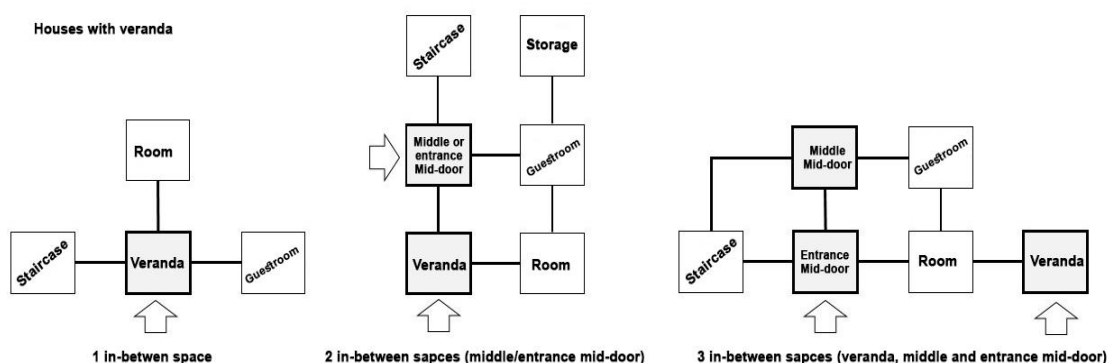 Houses with veranda
Room
Staircase
Veranda
Guestroom
1 in-betwen space
Staircase
Storage
Middle or
entrance
Mid-door
Guestroom
Veranda
Room
2 in-between sapces (middle/entrance mid-door)
Middle
Mid-door
Guestroom
Staircase
Entrance
Mid-door
Room
Veranda
3 in-between sapces (veranda, middle and entrance mid-door)